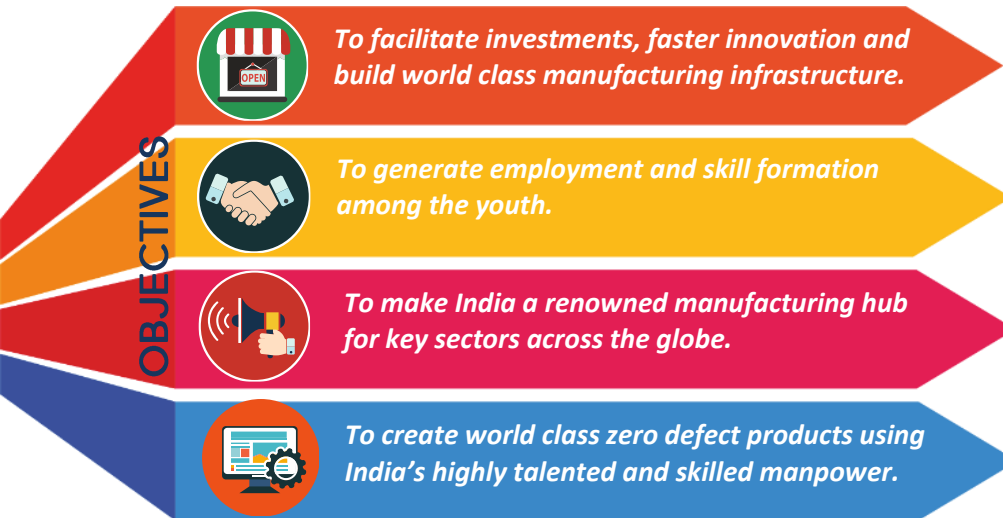 OBJECTIVES
To facilitate investments, faster innovation and
build world class manufacturing infrastructure.
OPEN
To generate employment and skill formation
among the youth.
To make India a renowned manufacturing hub
for key sectors across the globe.
To create world class zero defect products using
India’s highly talented and skilled manpower.